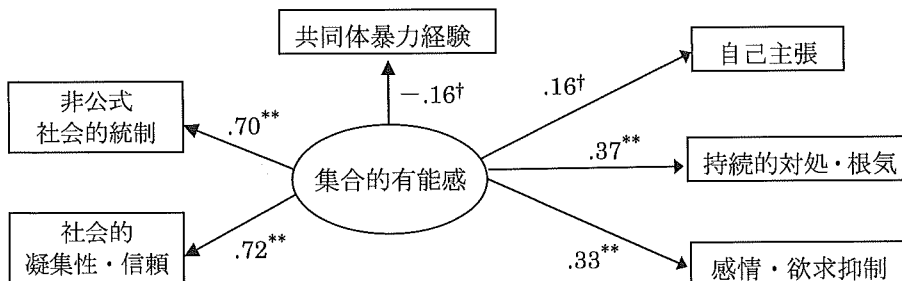 共同体暴力経験
自己主張
−.16†
.16†
非公式
社会的統制
.70**
.37**
集合的有能感
持続的対処・根気
社会的
凝集性・信頼
.72**
.33**
感情・欲求抑制